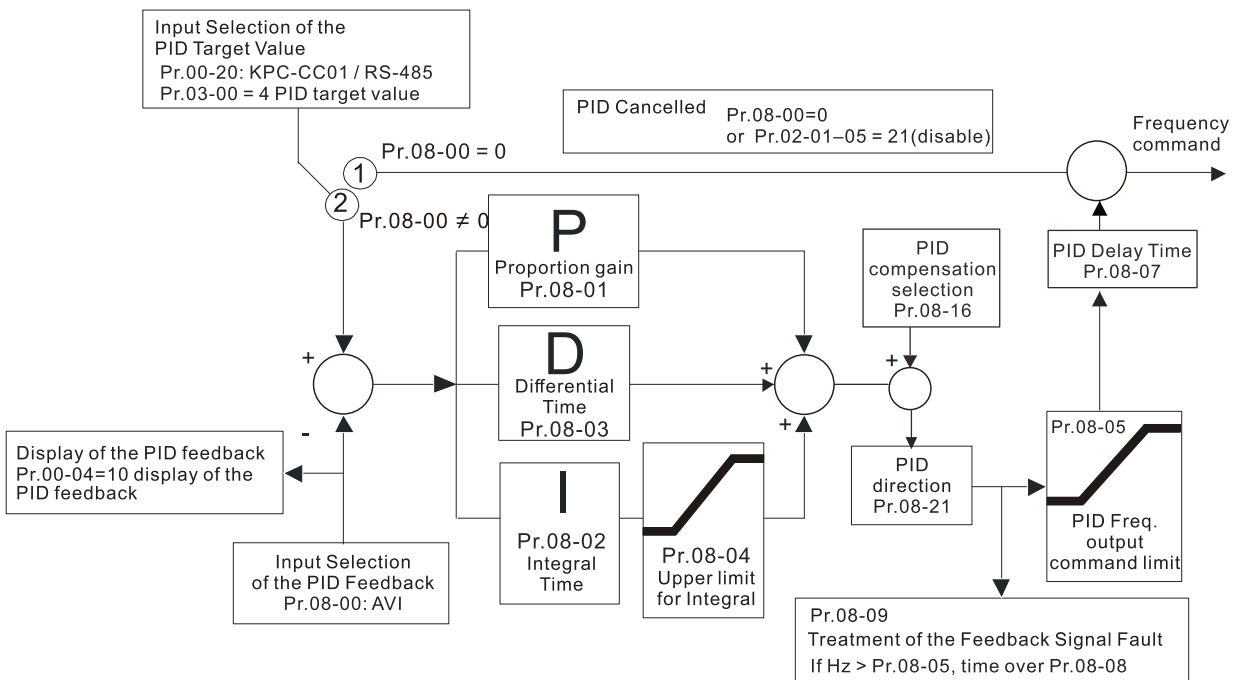 Input Selection of the
PID Target Value
Pr.00-20: KPC-CC01 / RS-485
Pr.03-00 = 4 PID target value
PID Cancelled
Pr.08-00=0
or Pr.02-01–05 = 21(disable)
Frequency
command
Pr.08-00 = 0
1
2
Pr.08-00 ≠ 0
P
Proportion gain
Pr.08-01
PID
compensation
selection
Pr.08-16
PID Delay Time
Pr.08-07
+
D
Differential
Time
Pr.08-03
+
+
+
-
Display of the PID feedback
Pr.00-04=10 display of the
PID feedback
I
Pr.08-02
Integral
Time
Pr.08-04
Upper limit
for Integral
PID
direction
Pr.08-21
Pr.08-05
PID Freq.
output
command limit
Input Selection
of the PID Feedback
Pr.08-00: AVI
Pr.08-09
Treatment of the Feedback Signal Fault
If Hz > Pr.08-05, time over Pr.08-08